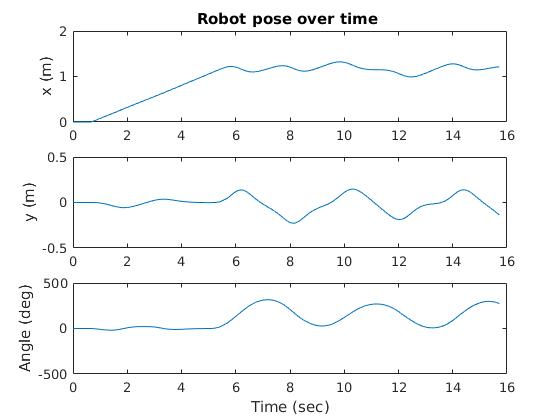 Robot pose over time
2
1
0
x (m)
0 2 4 6 8 10 12 14 16
0.5
0
-0.5
y (m)
0 2 4 6 8 10 12 14 16
500
0
-500
Angle (deg)
0 2 4 6 8 10 12 14 16
Time (sec)